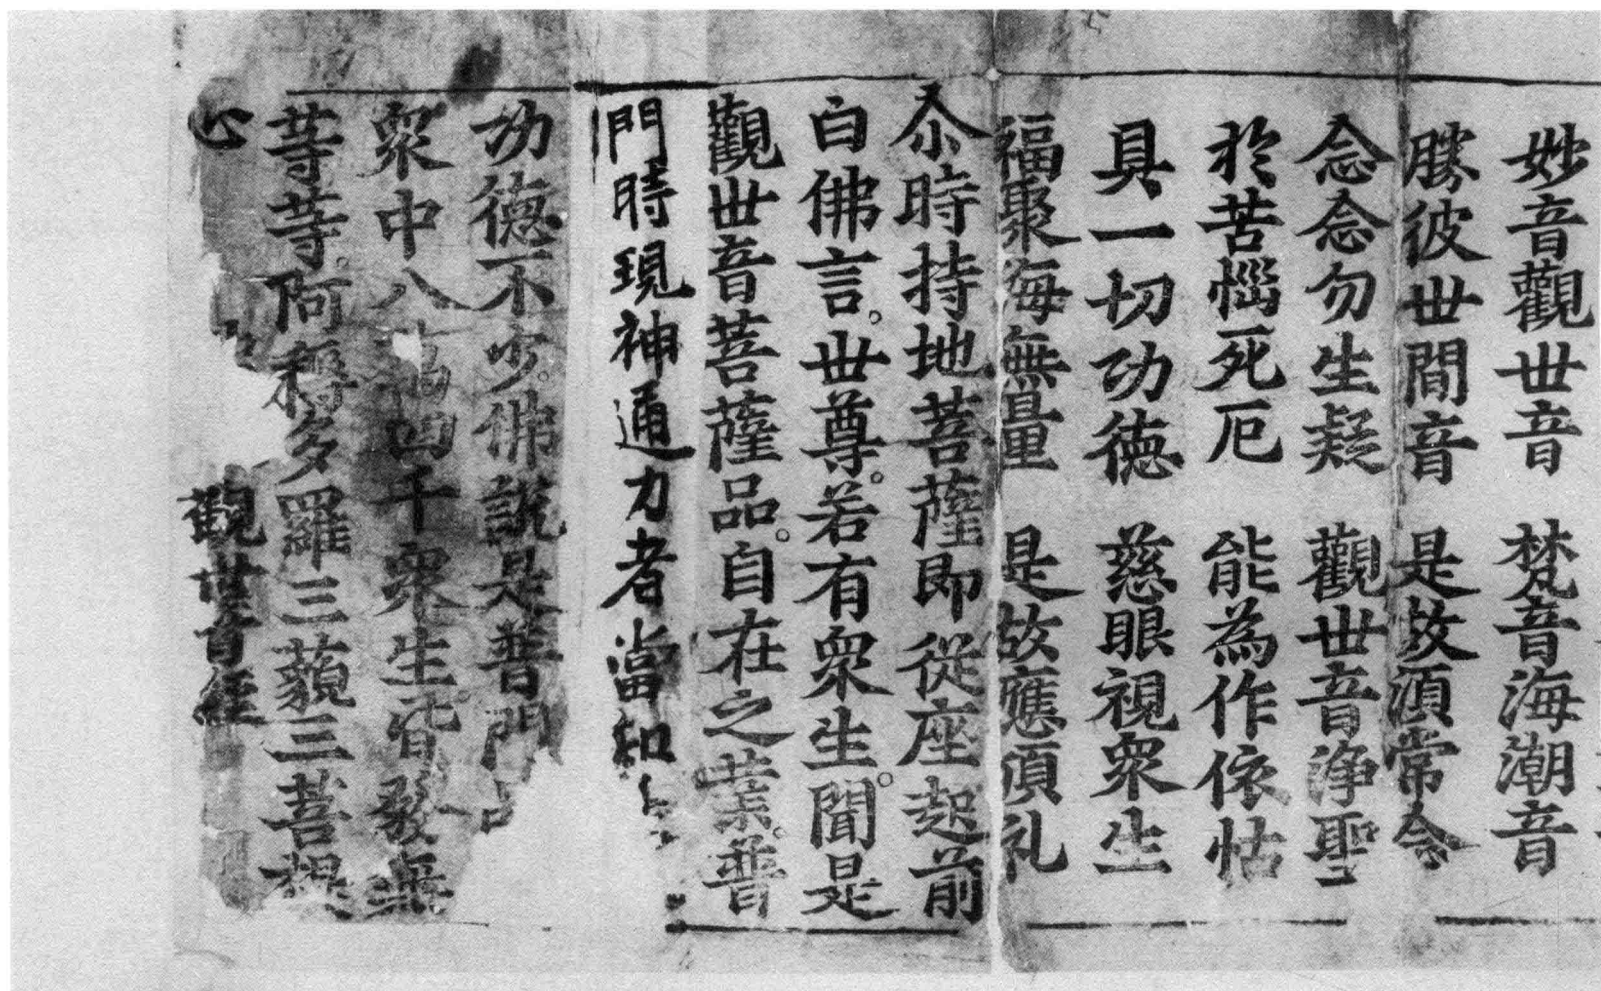 妙音觀世音　梵音海潮音
勝彼世間音　是故湏常念
念念勿生疑　觀世音浄聖
於苦惱死厄　能為作依怙
具一切功德　慈眼視衆生
福聚海無量　是故應頂礼
尒時持地菩薩即從座起前
白佛言。世尊。若有衆生。聞是
觀世音菩薩品。自在之業。普
門時現神通力者當知
功德不少。佛說是普門
衆中八萬四千衆生皆發無
等等。阿耨多羅三藐三菩提
心　觀世音經